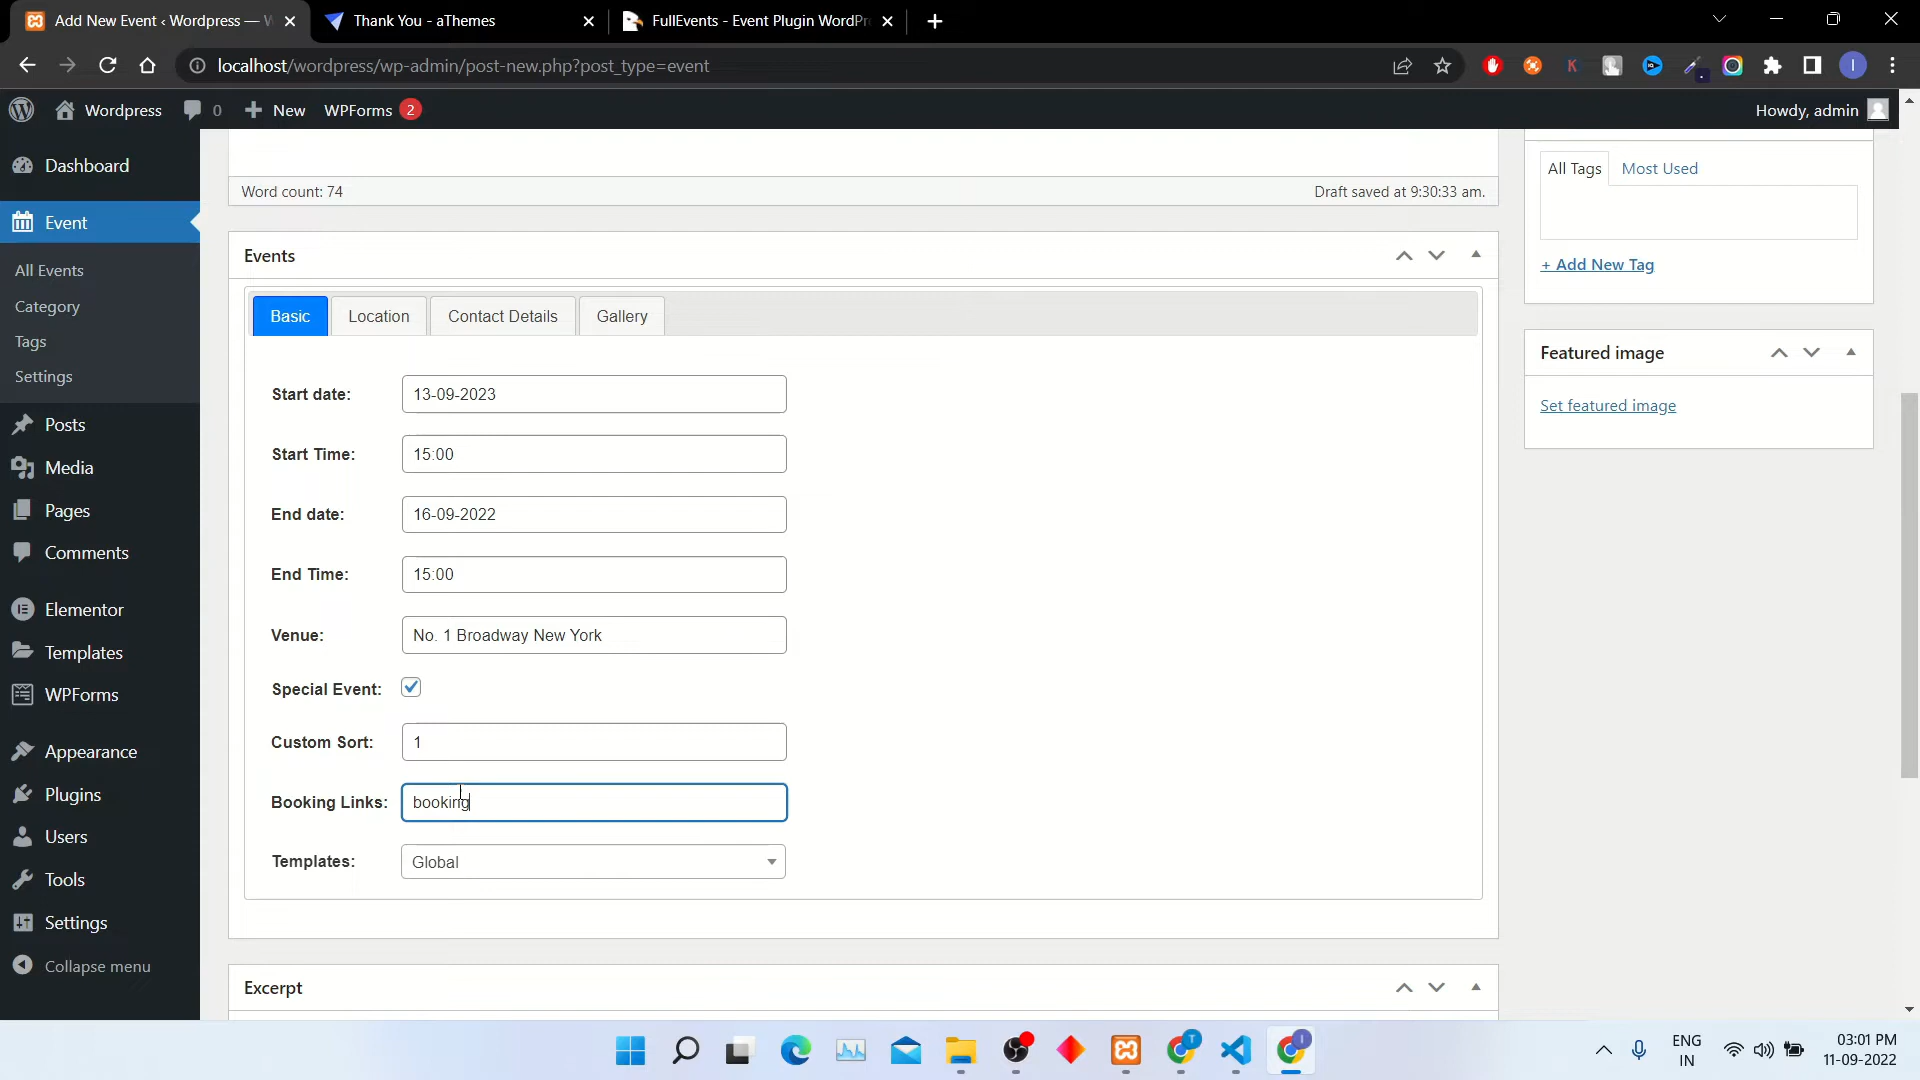 Add New Event ‹ Wordpress — W
Thank You - aThemes
FullEvents - Event Plugin WordPr
localhost/wordpress/wp-admin/post-new.php?post_type=event
Wordpress
0
New
WPForms
2
Howdy, admin
Dashboard
Event
All Events
Category
Tags
Settings
Posts
Media
Pages
Comments
Elementor
Templates
WPForms
Appearance
Plugins
Users
Tools
Settings
Collapse menu
Word count: 74
Draft saved at 9:30:33 am.
Events
Basic
Location
Contact Details
Gallery
Start date:
13-09-2023
Start Time:
15:00
End date:
16-09-2022
End Time:
15:00
Venue:
No. 1 Broadway New York
Special Event:
Custom Sort:
1
Booking Links:
booking
Templates:
Global
Excerpt
All Tags
Most Used
+ Add New Tag
Featured image
Set featured image
ENG
IN
03:01 PM
11-09-2022